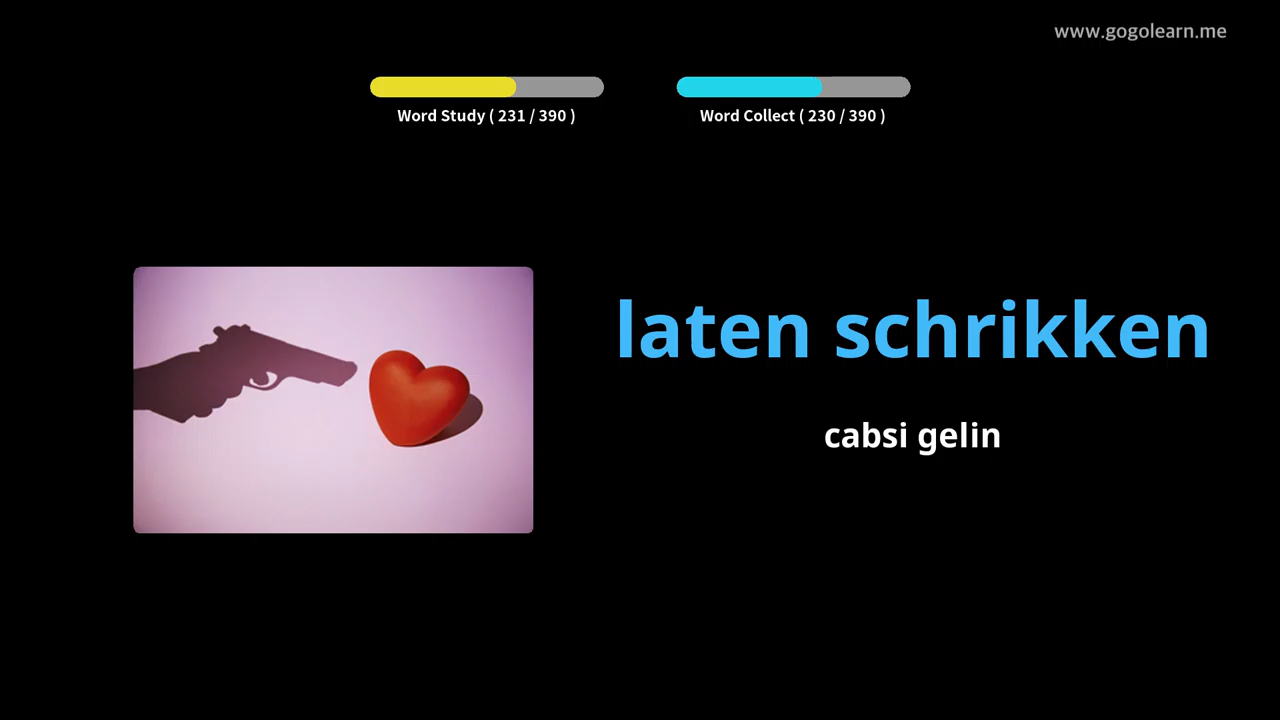 www.gogolearn.me
Word Study ( 231 / 390 )
Word Collect ( 230 / 390 )
laten schrikken
cabsi gelin